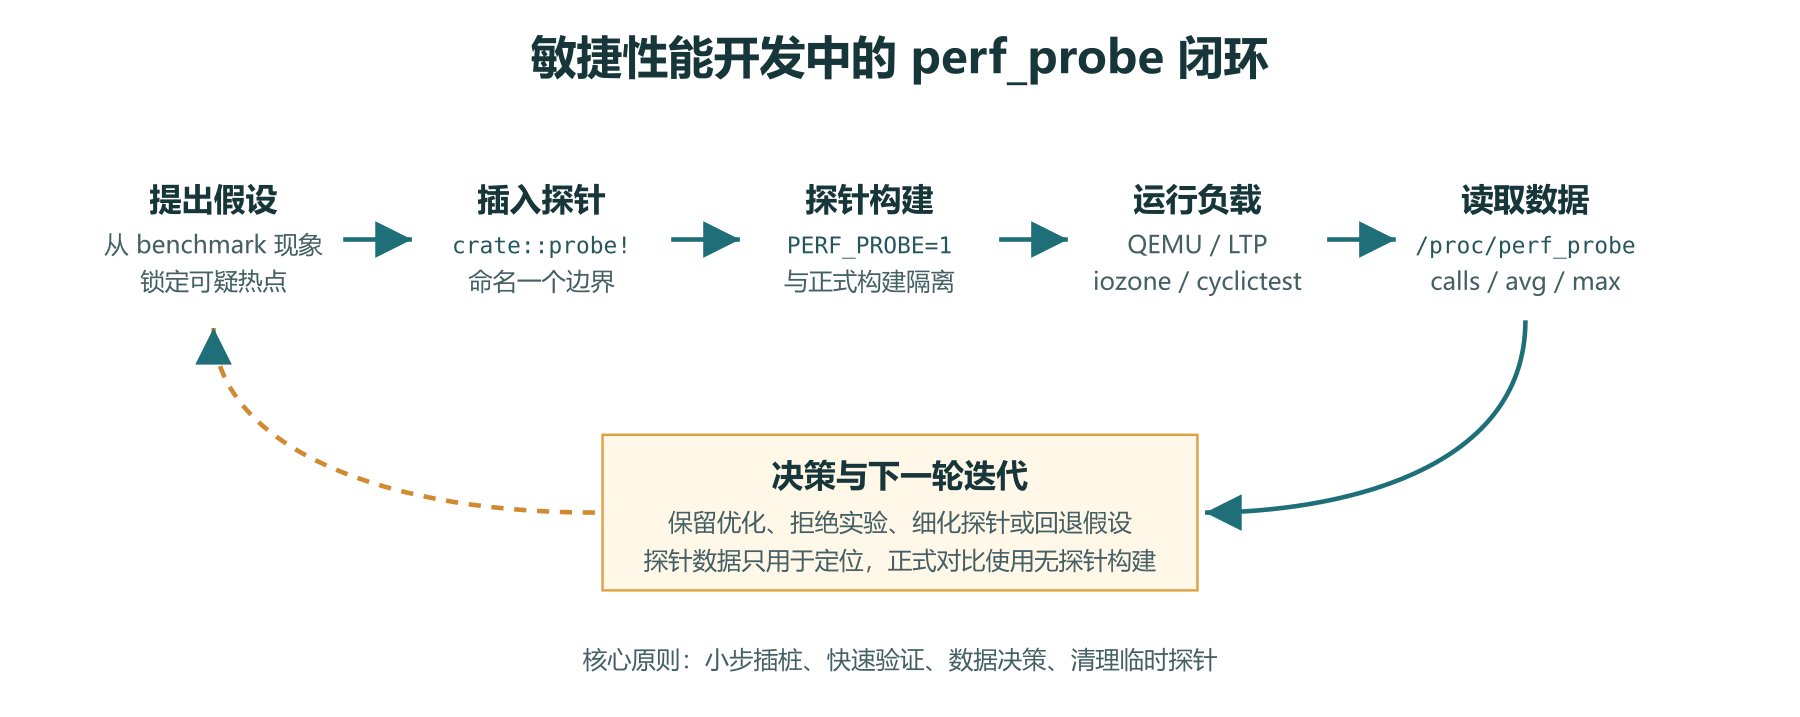 敏捷性能开发中的 perf_probe 闭环
提出假设
从 benchmark 现象
锁定可疑热点
插入探针
crate::probe!
命名一个边界
探针构建
PERF_PROBE=1
与正式构建隔离
运行负载
QEMU / LTP
iozone / cyclictest
读取数据
/proc/perf_probe
calls / avg / max
决策与下一轮迭代
保留优化、拒绝实验、细化探针或回退假设
探针数据只用于定位，正式对比使用无探针构建
核心原则：小步插桩、快速验证、数据决策、清理临时探针